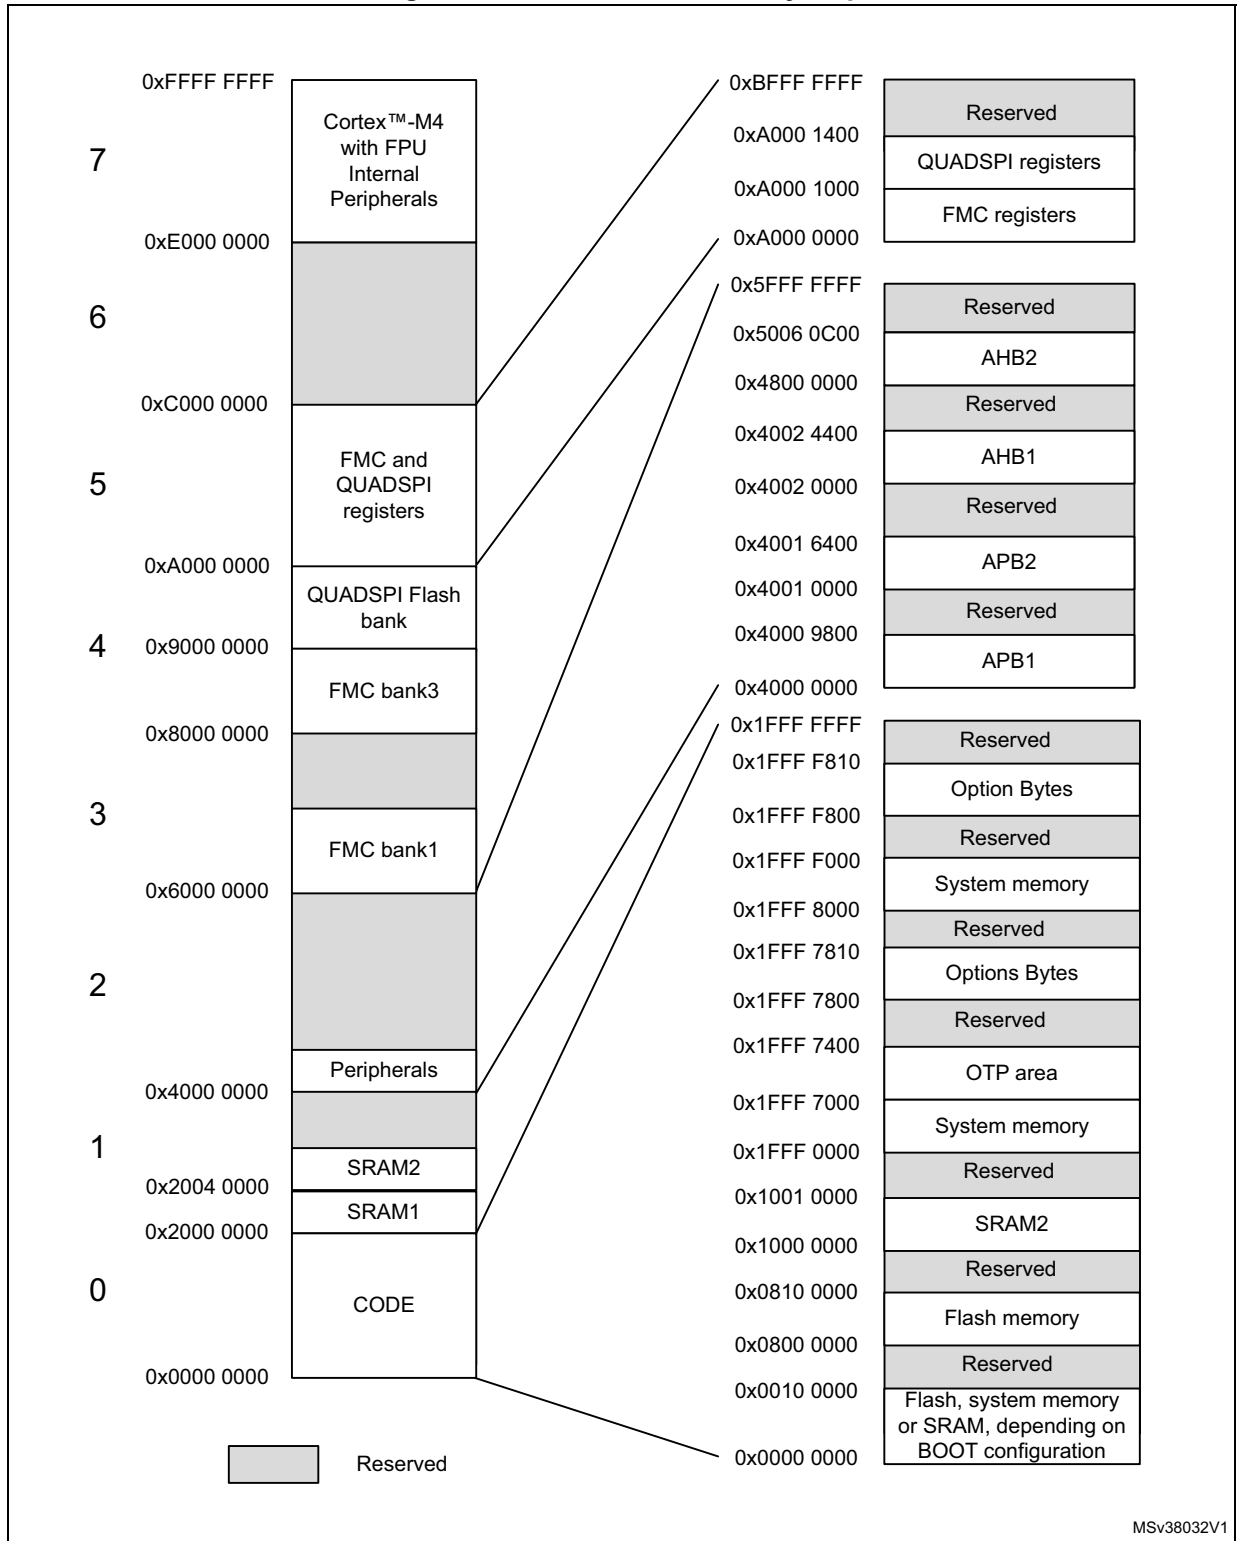 0xFFFF FFFF
Cortex™-M4
with FPU
Internal
Peripherals
7
0xE000 0000
6
0xC000 0000
FMC and
QUADSPI
registers
5
0xA000 0000
QUADSPI Flash
bank
4
0x9000 0000
FMC bank3
0x8000 0000
3
FMC bank1
0x6000 0000
2
Peripherals
0x4000 0000
1
SRAM2
0x2004 0000
SRAM1
0x2000 0000
0
CODE
0x0000 0000
Reserved
0xBFFF FFFF
Reserved
0xA000 1400
QUADSPI registers
0xA000 1000
FMC registers
0xA000 0000
0x5FFF FFFF
Reserved
0x5006 0C00
AHB2
0x4800 0000
Reserved
0x4002 4400
AHB1
0x4002 0000
Reserved
0x4001 6400
APB2
0x4001 0000
Reserved
0x4000 9800
APB1
0x4000 0000
0x1FFF FFFF
Reserved
0x1FFF F810
Option Bytes
0x1FFF F800
Reserved
0x1FFF F000
System memory
0x1FFF 8000
Reserved
0x1FFF 7810
Options Bytes
0x1FFF 7800
Reserved
0x1FFF 7400
OTP area
0x1FFF 7000
System memory
0x1FFF 0000
Reserved
0x1001 0000
SRAM2
0x1000 0000
Reserved
0x0810 0000
Flash memory
0x0800 0000
Reserved
0x0010 0000
Flash, system memory
or SRAM, depending on
BOOT configuration
0x0000 0000
MSv38032V1